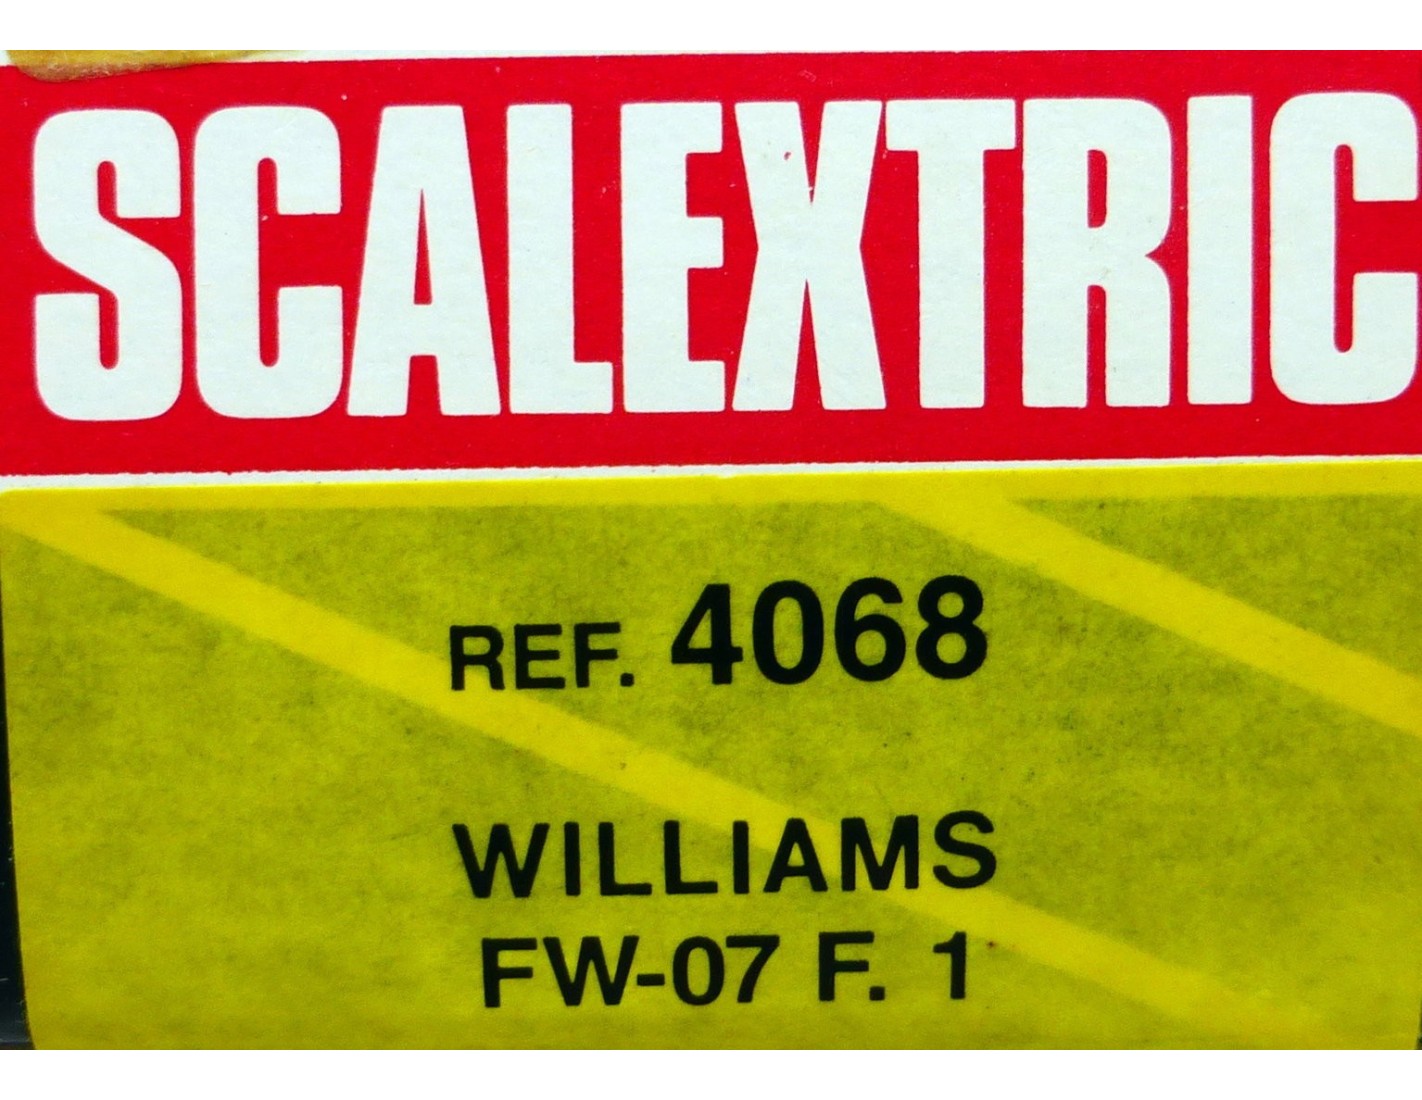 SCALEXTRIC
REF. 4068
WILLIAMS
FW-07 F. 1